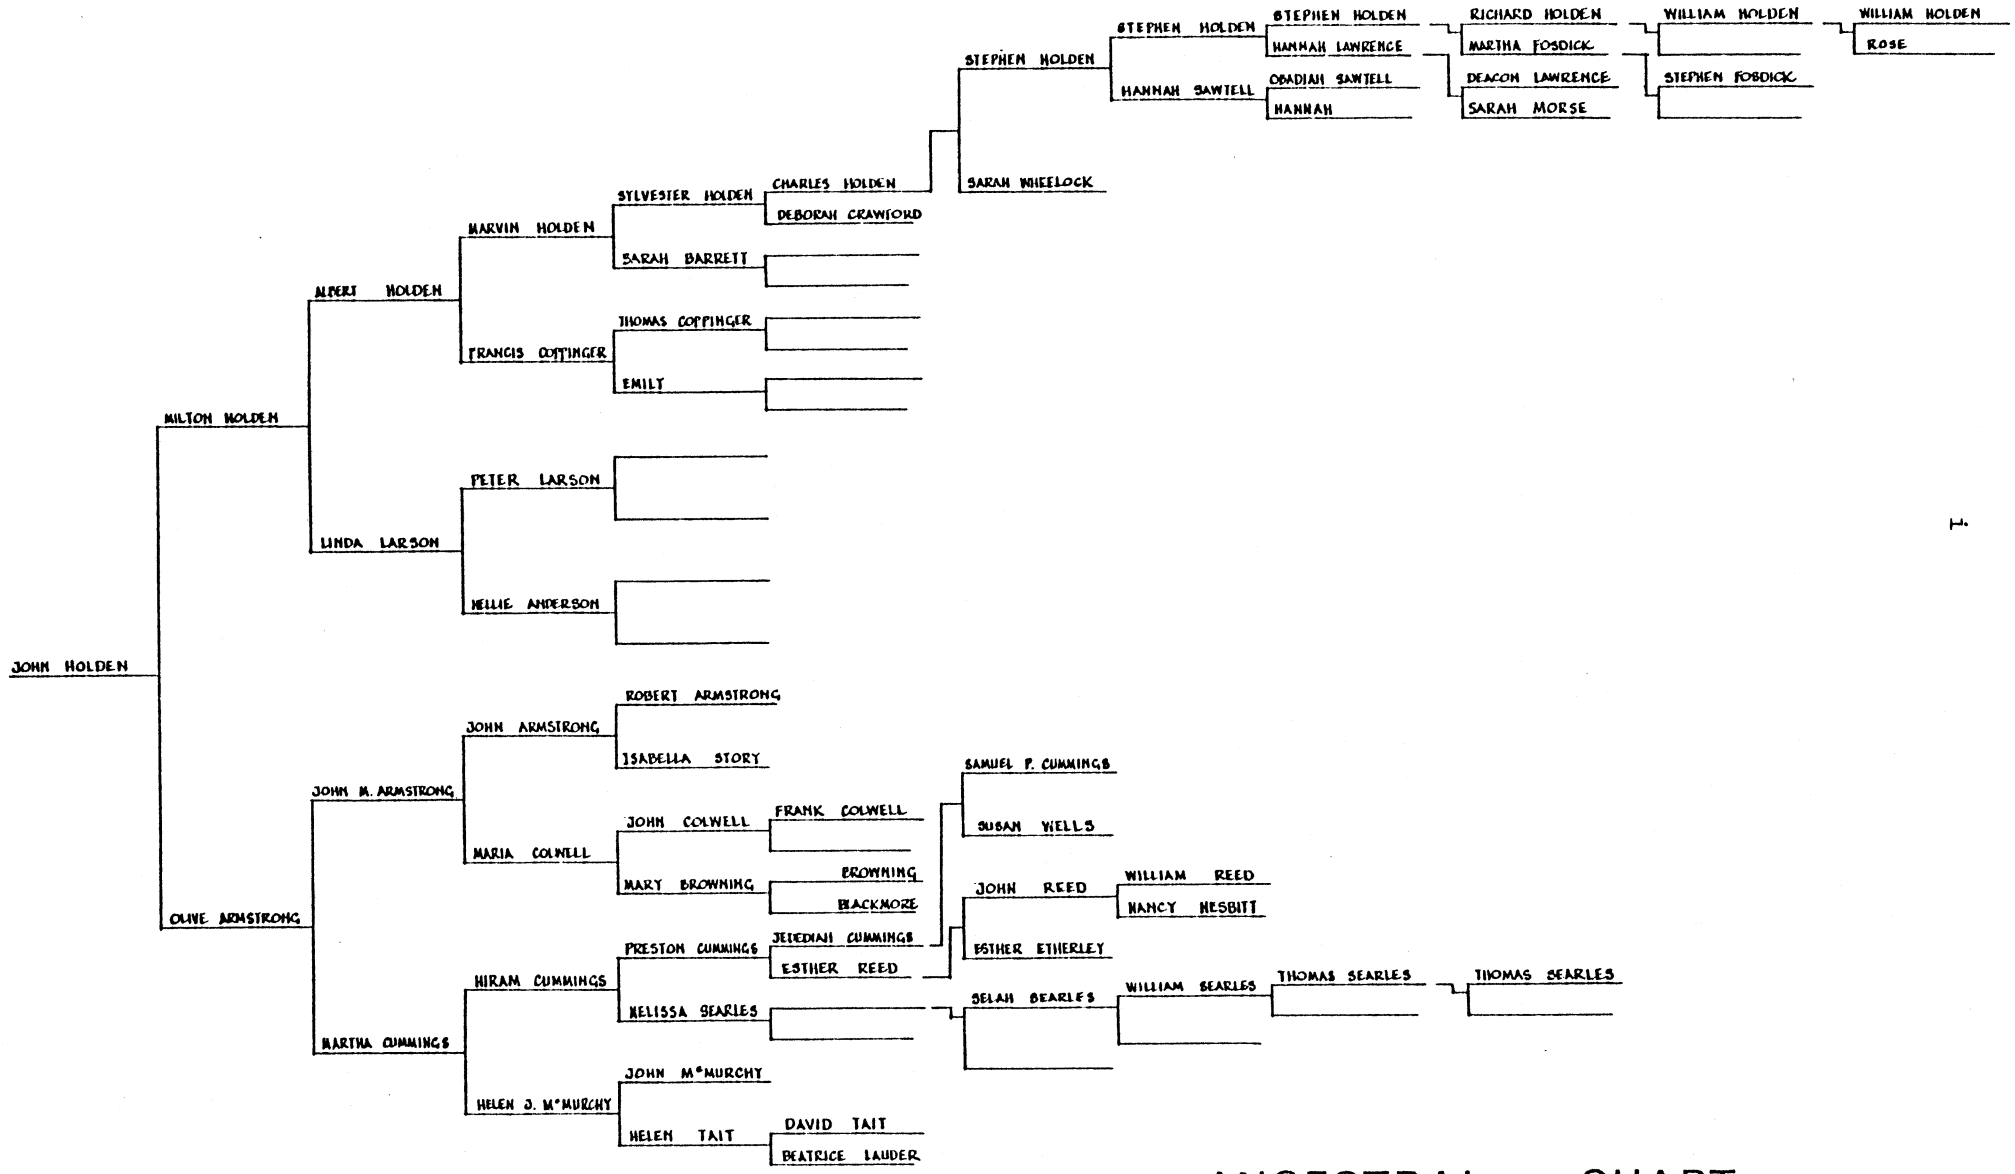 STEPHEN HOLDEN
RICHARD HOLDEN
WILLIAM HOLDEN
WILLIAM HOLDEN
STEPHEN HOLDEN
HANNAH LAWRENCE
MARTHA FOSDICK
ROSE
STEPHEN HOLDEN
OBADIAH SAWTELL
DEACON LAWRENCE
STEPHEN FOSDICK
HANNAH SAWTELL
HANNAH
SARAH MORSE
CHARLES HOLDEN
SARAH WHEELOCK
SYLVESTER HOLDEN
DEBORAH CRAWFORD
MARVIN HOLDEN
SARAH BARRETT
ALBERT HOLDEN
THOMAS COPPINGER
FRANCIS COPPINGER
EMILY
MILTON HOLDEN
PETER LARSON
1.
LINDA LARSON
NELLIE ANDERSON
JOHN HOLDEN
ROBERT ARMSTRONG
JOHN ARMSTRONG
ISABELLA STORY
SAMUEL P. CUMMINGS
JOHN M. ARMSTRONG
FRANK COLWELL
JOHN COLWELL
SUSAN WELLS
MARIA COLWELL
BROWNING
WILLIAM REED
MARY BROWNING
JOHN REED
BLACKMORE
NANCY NESBITT
OLIVE ARMSTRONG
JEDEDIAH CUMMINGS
PRESTON CUMMINGS
ESTHER ETHERLEY
ESTHER REED
HIRAM CUMMINGS
THOMAS SEARLES
THOMAS SEARLES
WILLIAM SEARLES
MELISSA SEARLES
SELAH SEARLES
MARTHA CUMMINGS
JOHN McMURCHY
HELEN J. McMURCHY
DAVID TAIT
HELEN TAIT
BEATRICE LAUDER
ANCESTRAL CHART